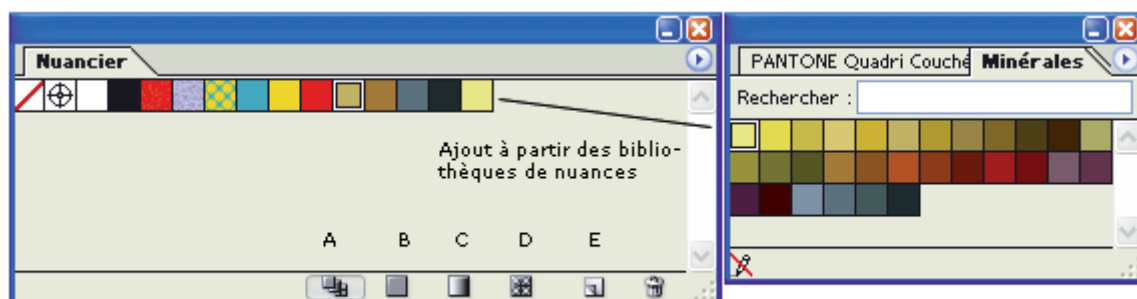 Nuancier
PANTONE Quadri Couché
Minérales
Rechercher :
Ajout à partir des biblio-
thèques de nuances
A B C D E